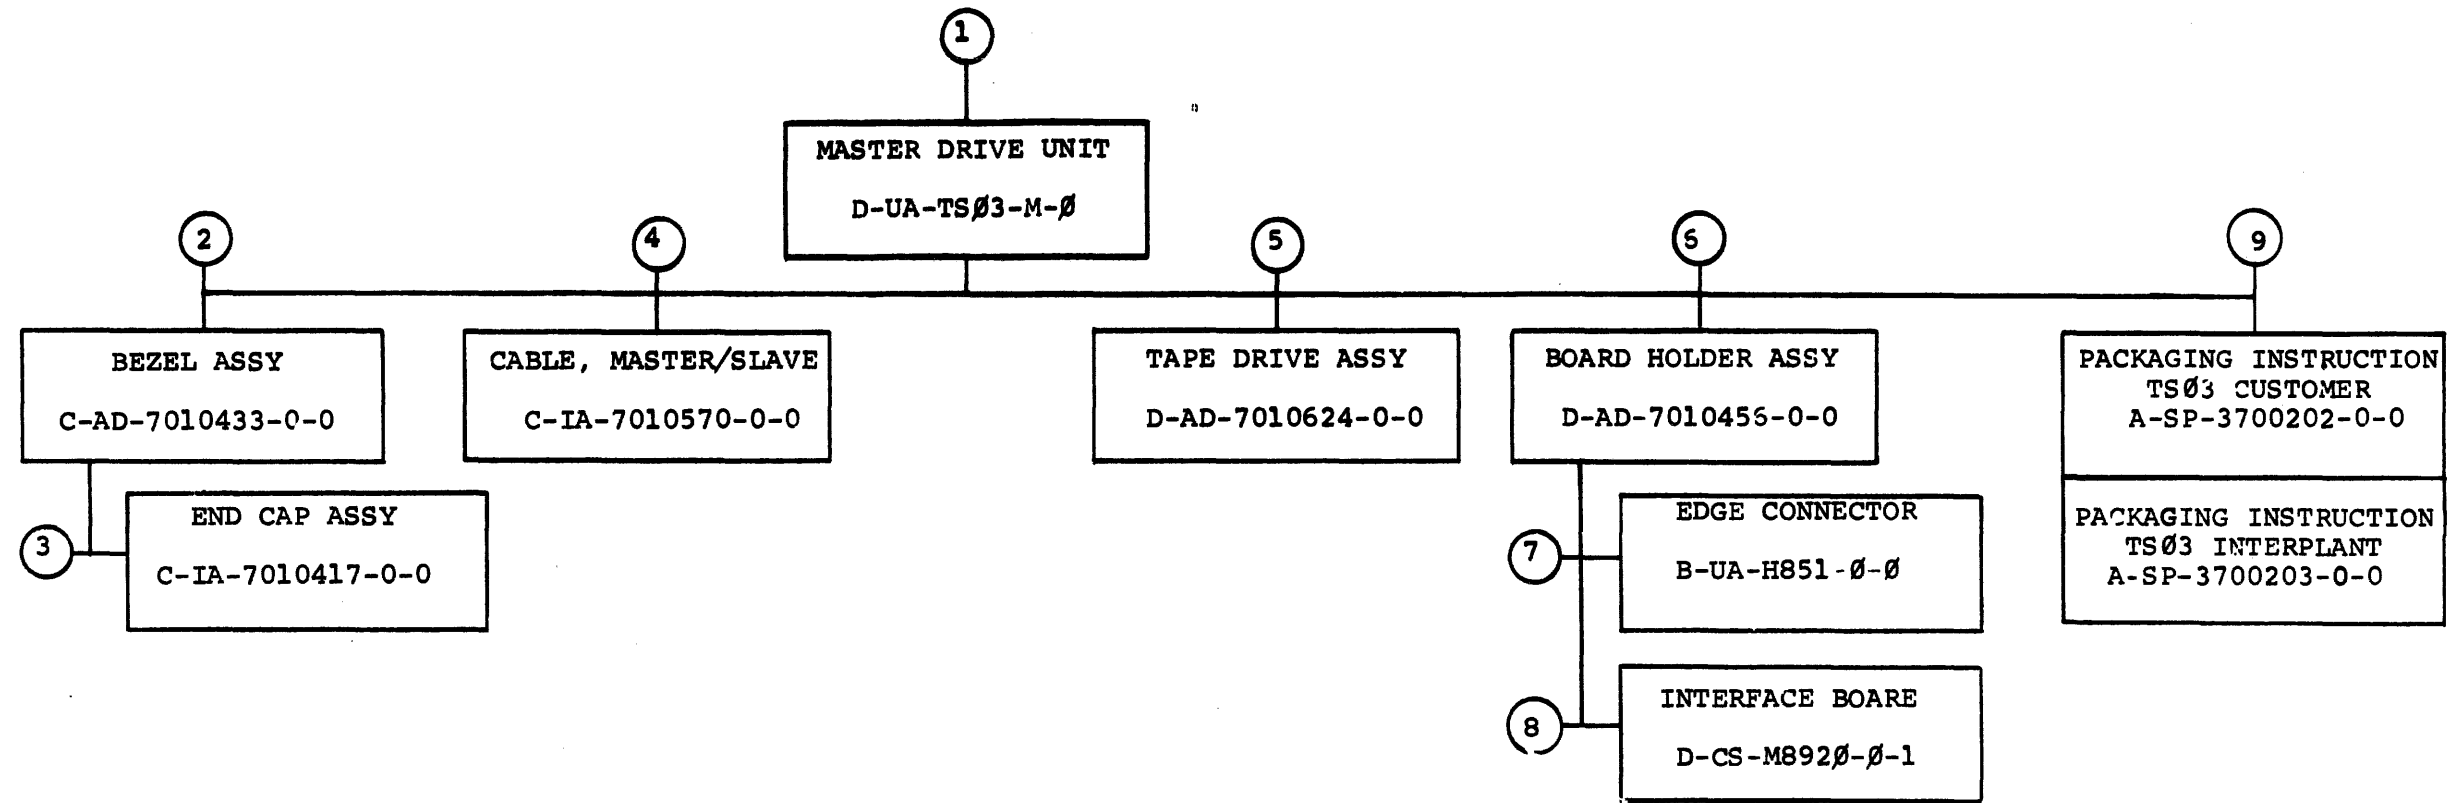 1
MASTER DRIVE UNIT
D-UA-TSØ3-M-Ø
2
4
5
6
9
BEZEL ASSY
C-AD-7010433-0-0
CABLE, MASTER/SLAVE
C-IA-7010570-0-0
TAPE DRIVE ASSY
D-AD-7010624-0-0
BOARD HOLDER ASSY
D-AD-7010456-0-0
PACKAGING INSTRUCTION
TSØ3 CUSTOMER
A-SP-3700202-0-0
3
END CAP ASSY
C-IA-7010417-0-0
7
EDGE CONNECTOR
B-UA-H851-Ø-Ø
PACKAGING INSTRUCTION
TSØ3 INTERPLANT
A-SP-3700203-0-0
8
INTERFACE BOARE
D-CS-M892Ø-Ø-1